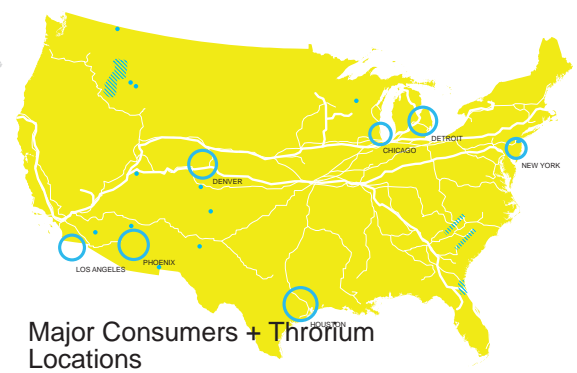 DETROIT
CHICAGO
NEW YORK
DENVER
PHOENIX
LOS ANGELES
HOUSTON
Major Consumers + Throrium
Locations